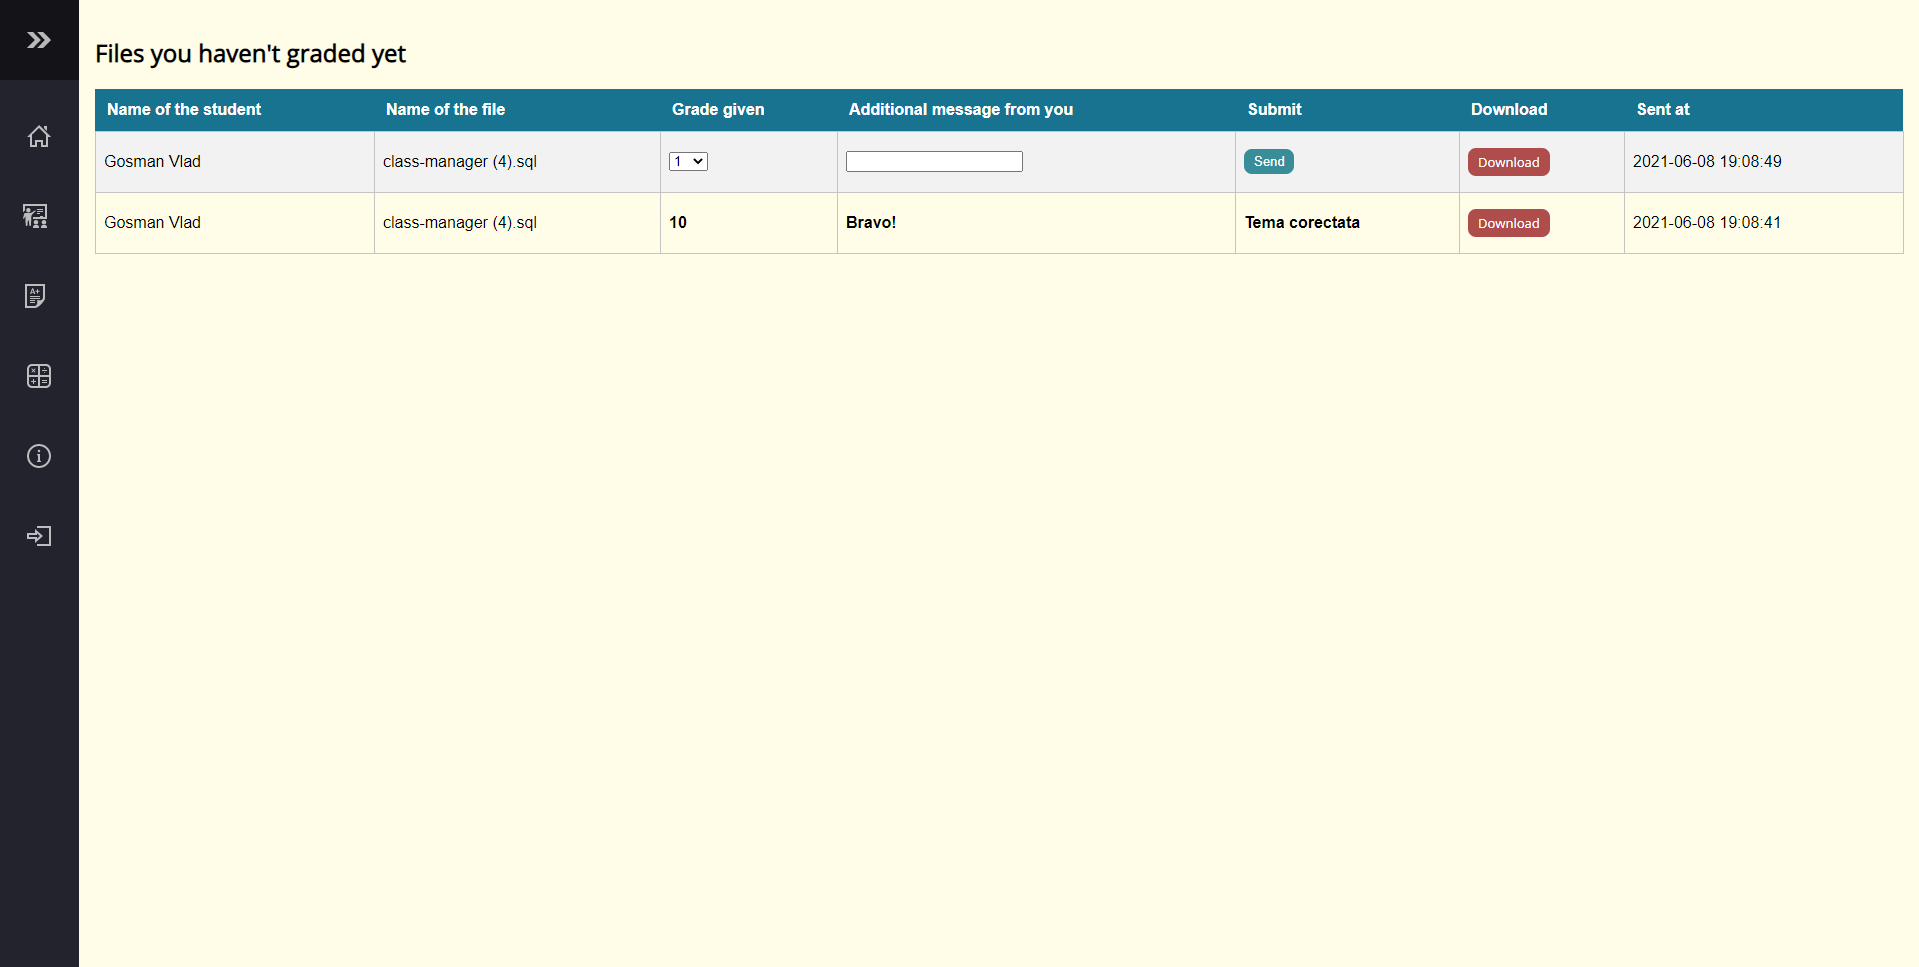 Files you haven't graded yet
Name of the student Name of the file Grade given Additional message from you Submit Download Sent at
Gosman Vlad class-manager (4).sql 1 Send Download 2021-06-08 19:08:49
Gosman Vlad class-manager (4).sql 10 Bravo! Tema corectata Download 2021-06-08 19:08:41